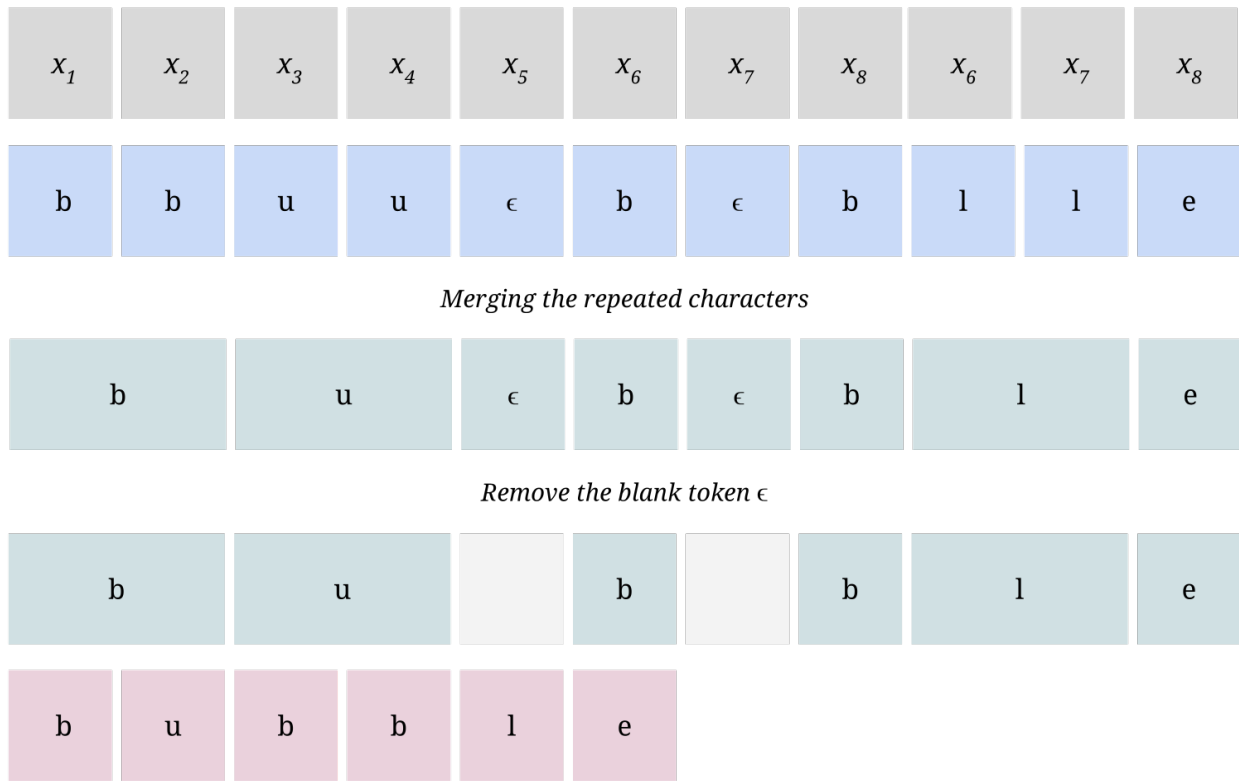 x₁ x₂ x₃ x₄ x₅ x₆ x₇ x₈ x₆ x₇ x₈
b b u u ϵ b ϵ b l l e
Merging the repeated characters
b u ϵ b ϵ b l e
Remove the blank token ϵ
b u b b l e
b u b b l e